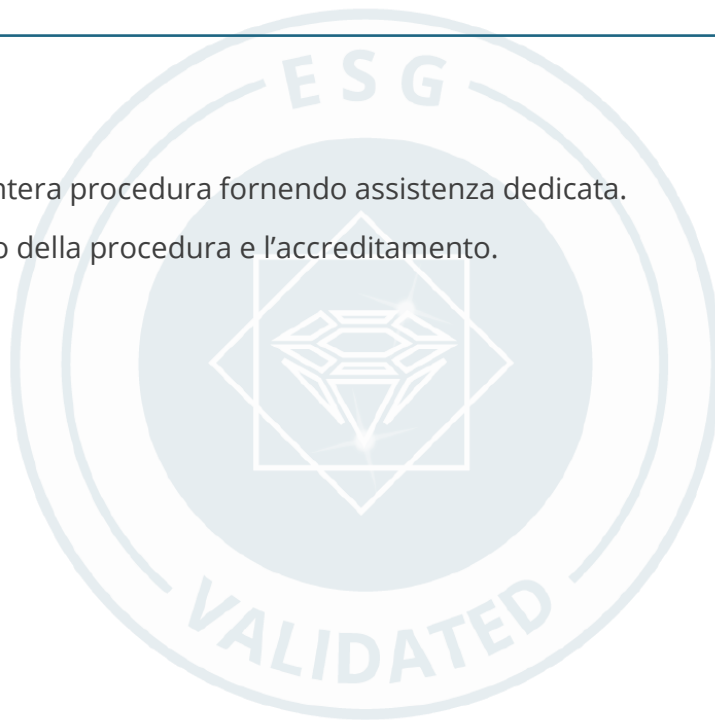 ESG
ntera procedura fornendo assistenza dedicata.
o della procedura e l’accreditamento.
VALIDATED